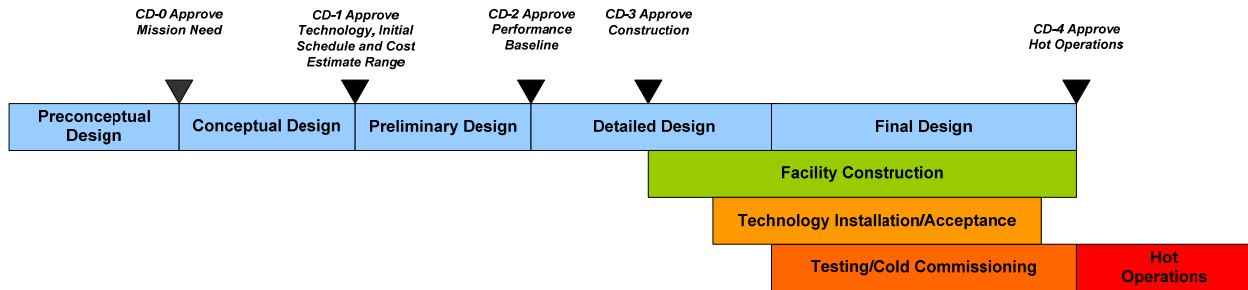 CD-0 Approve
Mission Need
CD-1 Approve
Technology, Initial
Schedule and Cost
Estimate Range
CD-2 Approve
Performance
Baseline
CD-3 Approve
Construction
CD-4 Approve
Hot Operations
Preconceptual
Design
Conceptual Design
Preliminary Design
Detailed Design
Final Design
Facility Construction
Technology Installation/Acceptance
Testing/Cold Commissioning
Hot
Operations